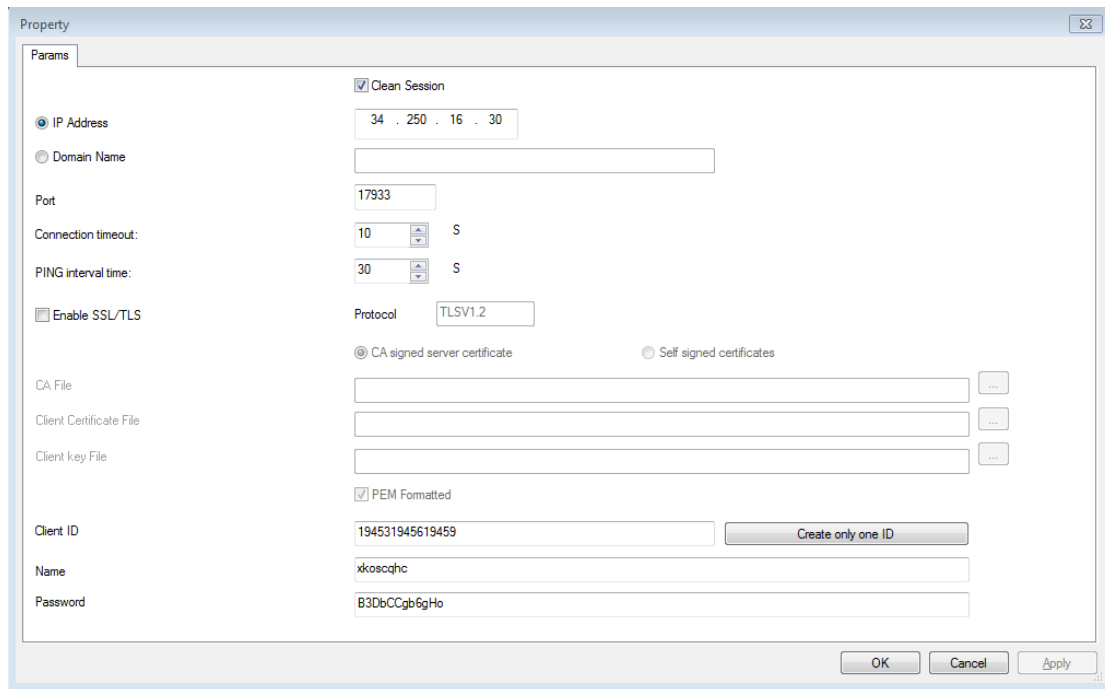 Property
Params
Clean Session
IP Address 34 . 250 . 16 . 30
Domain Name
Port 17933
Connection timeout: 10 S
PING interval time: 30 S
Enable SSL/TLS Protocol TLSV1.2
CA signed server certificate Self signed certificates
CA File ...
Client Certificate File ...
Client key File ...
PEM Formatted
Client ID 194531945619459 Create only one ID
Name xkoscqhc
Password B3DbCCgb6gHo
OK Cancel Apply